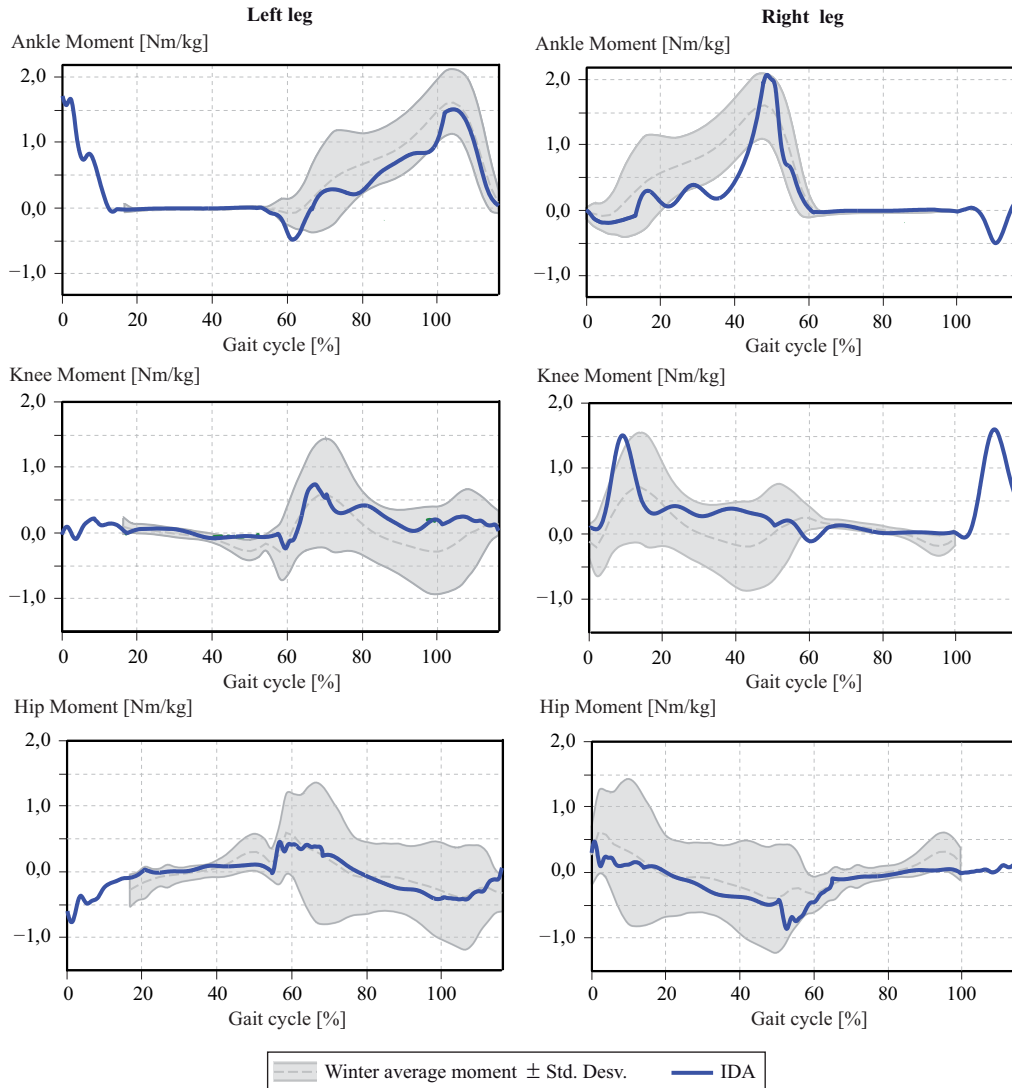 Left leg
Right leg
Ankle Moment [Nm/kg]
2,0
1,0
0,0
−1,0
0 20 40 60 80 100
Gait cycle [%]
Ankle Moment [Nm/kg]
2,0
1,0
0,0
−1,0
0 20 40 60 80 100
Gait cycle [%]
Knee Moment [Nm/kg]
2,0
1,0
0,0
−1,0
0 20 40 60 80 100
Gait cycle [%]
Knee Moment [Nm/kg]
2,0
1,0
0,0
−1,0
0 20 40 60 80 100
Gait cycle [%]
Hip Moment [Nm/kg]
2,0
1,0
0,0
−1,0
0 20 40 60 80 100
Gait cycle [%]
Hip Moment [Nm/kg]
2,0
1,0
0,0
−1,0
0 20 40 60 80 100
Gait cycle [%]
Winter average moment ± Std. Desv. IDA